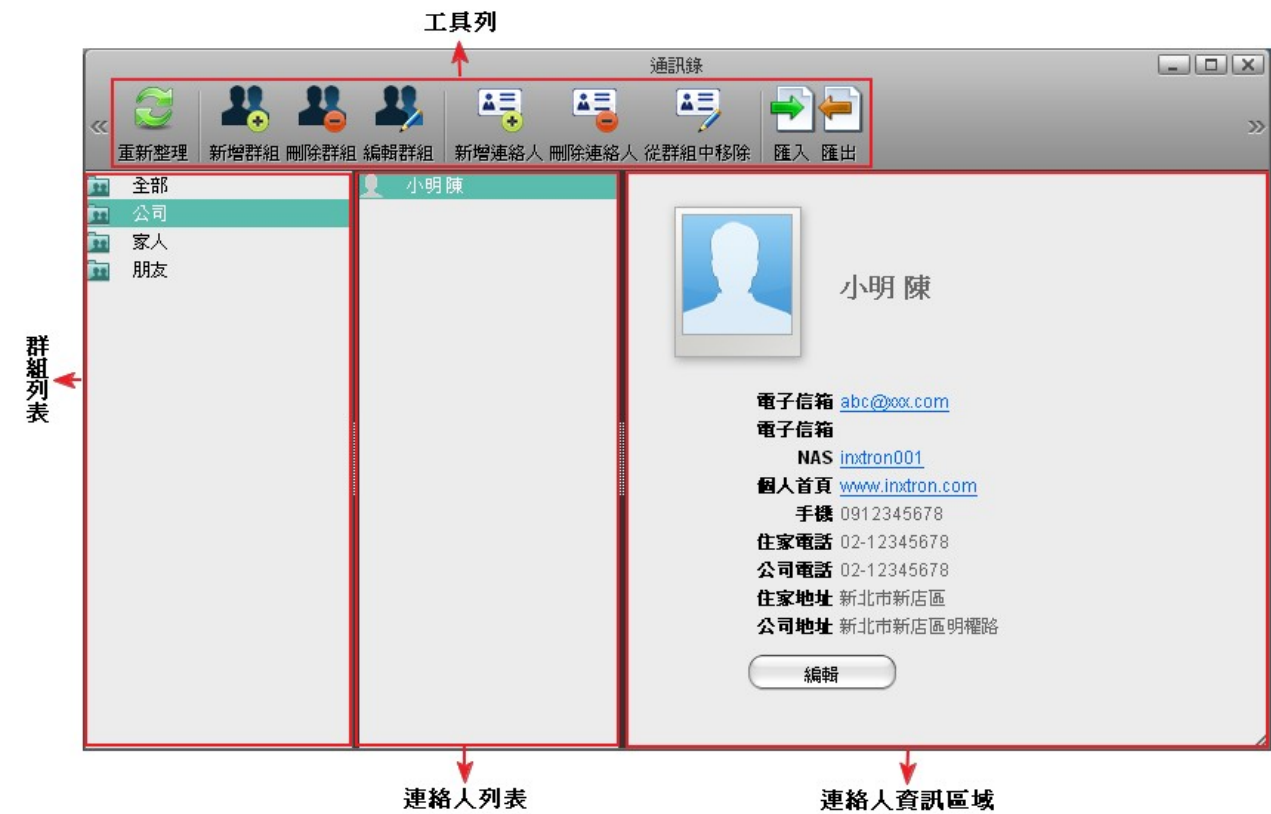 工具列
通訊錄
重新整理 新增群組 刪除群組 編輯群組 新增連絡人 刪除連絡人 從群組中移除 匯入 匯出
全部
公司
家人
朋友
小明 陳
小明 陳
電子信箱 abc@xxx.com
電子信箱
NAS inxtron001
個人首頁 www.inxtron.com
手機 0912345678
住家電話 02-12345678
公司電話 02-12345678
住家地址 新北市新店區
公司地址 新北市新店區明權路
編輯
群組列表
連絡人列表
連絡人資訊區域